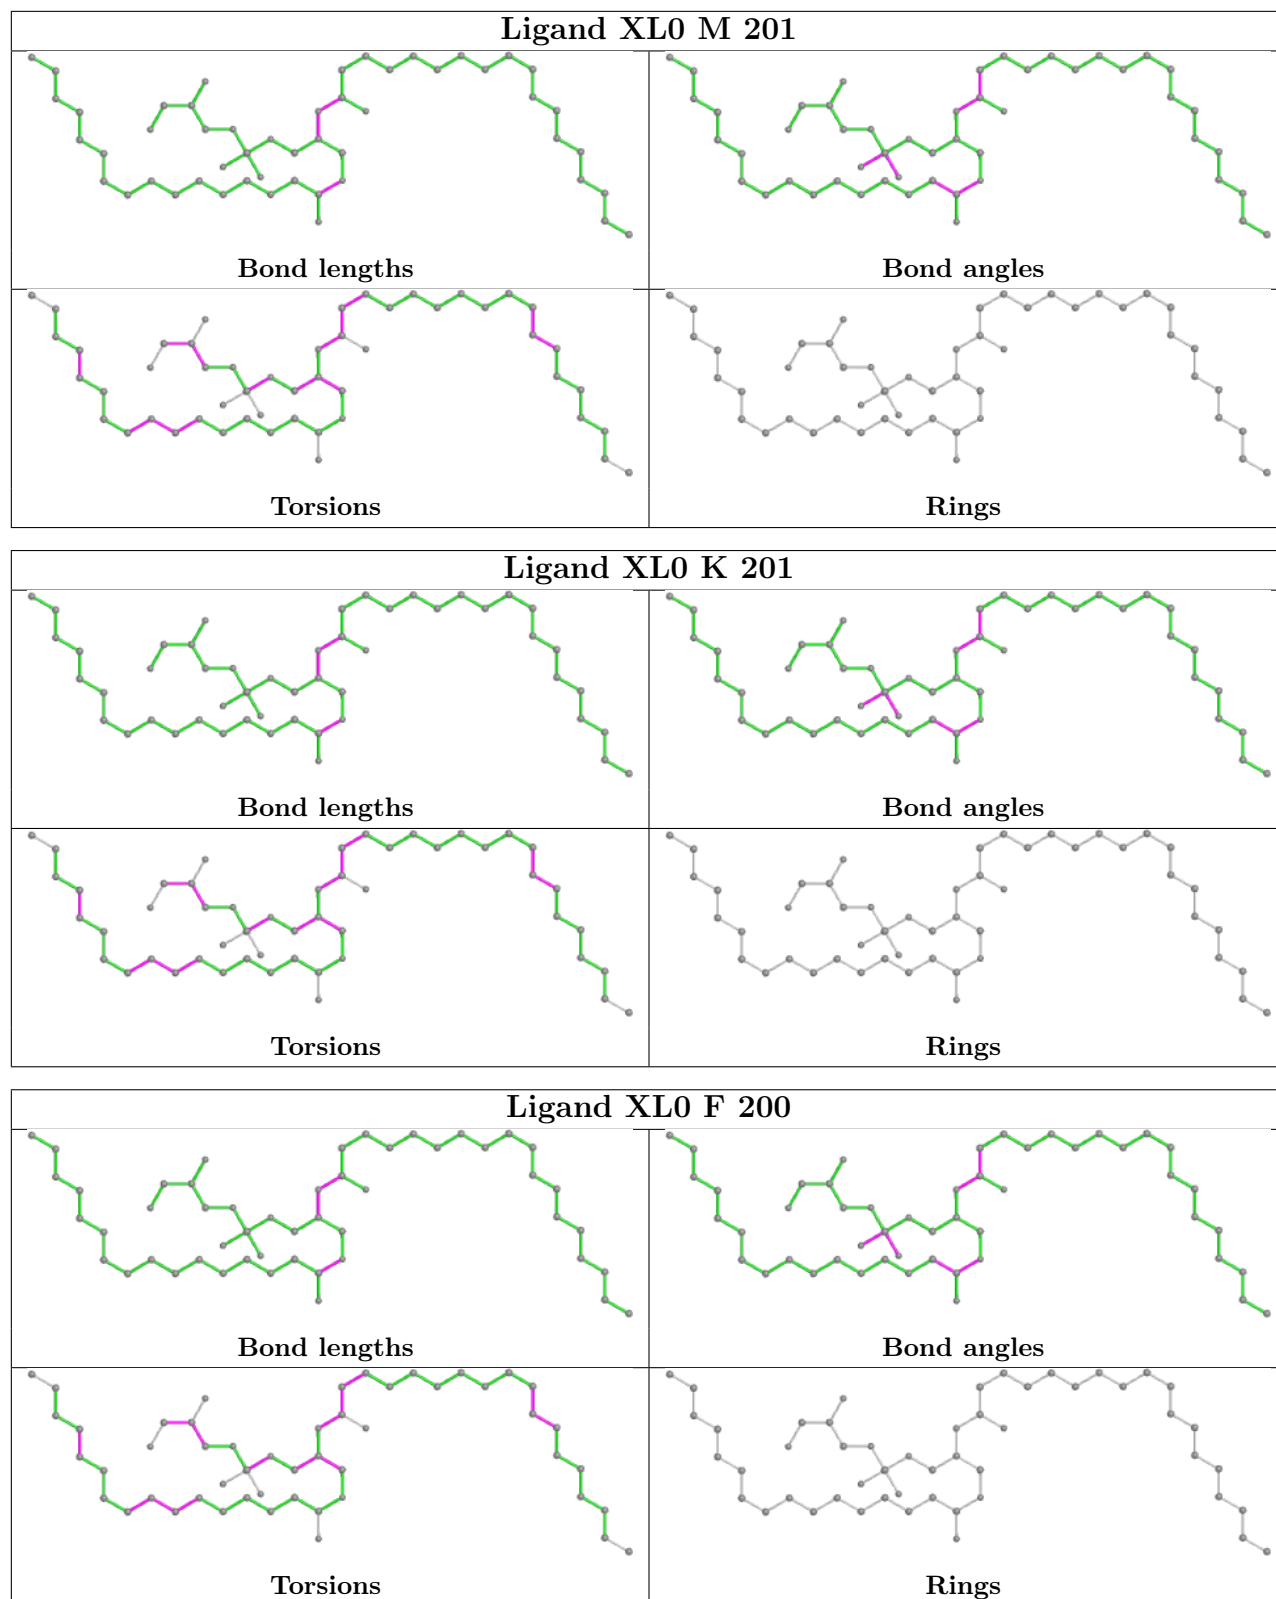 Ligand XL0 M 201
Bond lengths
Bond angles
Torsions
Rings
Ligand XL0 K 201
Bond lengths
Bond angles
Torsions
Rings
Ligand XL0 F 200
Bond lengths
Bond angles
Torsions
Rings